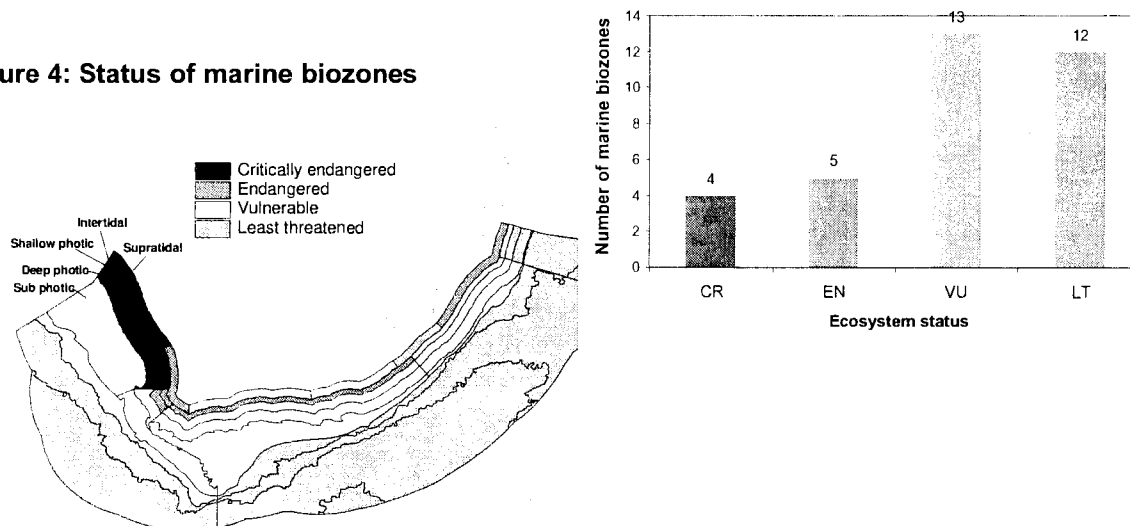 ure 4: Status of marine biozones
Critically endangered
Endangered
Vulnerable
Least threatened
Intertidal
Shallow photic
Supratidal
Deep photic
Sub photic
Number of marine biozones
14
12
10
8
6
4
2
0
4
5
13
12
CR
EN
VU
LT
Ecosystem status